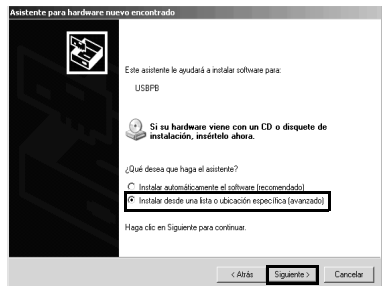 Asistente para hardware nuevo encontrado
Este asistente le ayudará a instalar software para:
USBPB
Si su hardware viene con un CD o disquete de
instalación, insértelo ahora.
¿Qué desea que haga el asistente?
Instalar automáticamente el software (recomendado)
Instalar desde una lista o ubicación específica (avanzado)
Haga clic en Siguiente para continuar.
< Atrás Siguiente > Cancelar